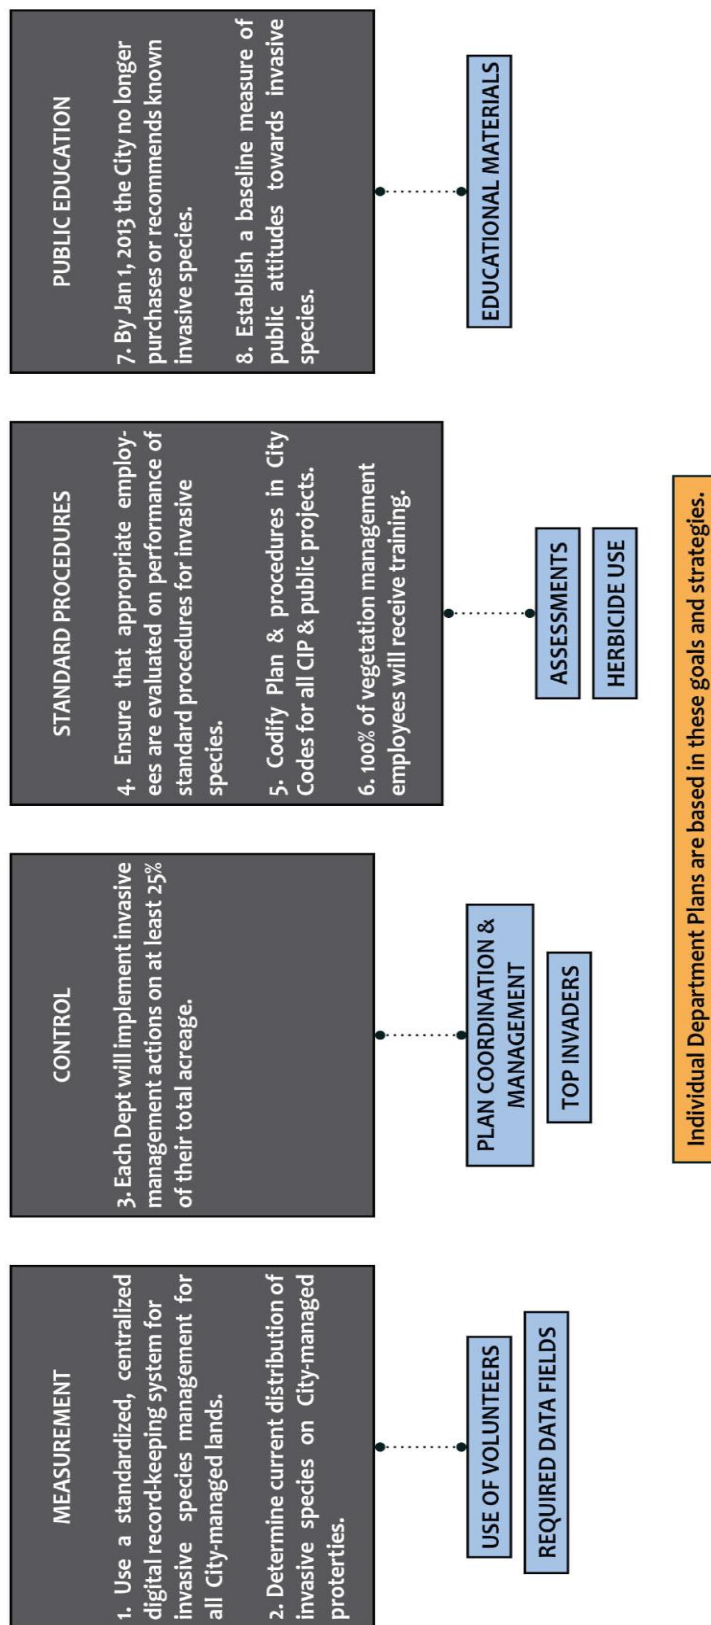 MEASUREMENT
1. Use a standardized, centralized
digital record-keeping system for
invasive species management for
all City-managed lands.
2. Determine current distribution of
invasive species on City-managed
proterties.
USE OF VOLUNTEERS
REQUIRED DATA FIELDS
CONTROL
3. Each Dept will implement invasive
management actions on at least 25%
of their total acreage.
PLAN COORDINATION &
MANAGEMENT
TOP INVADERS
STANDARD PROCEDURES
4. Ensure that appropriate employ-
ees are evaluated on performance of
standard procedures for invasive
species.
5. Codify Plan & procedures in City
Codes for all CIP & public projects.
6. 100% of vegetation management
employees will receive training.
ASSESSMENTS
HERBICIDE USE
PUBLIC EDUCATION
7. By Jan 1, 2013 the City no longer
purchases or recommends known
invasive species.
8. Establish a baseline measure of
public attitudes towards invasive
species.
EDUCATIONAL MATERIALS
Individual Department Plans are based in these goals and strategies.